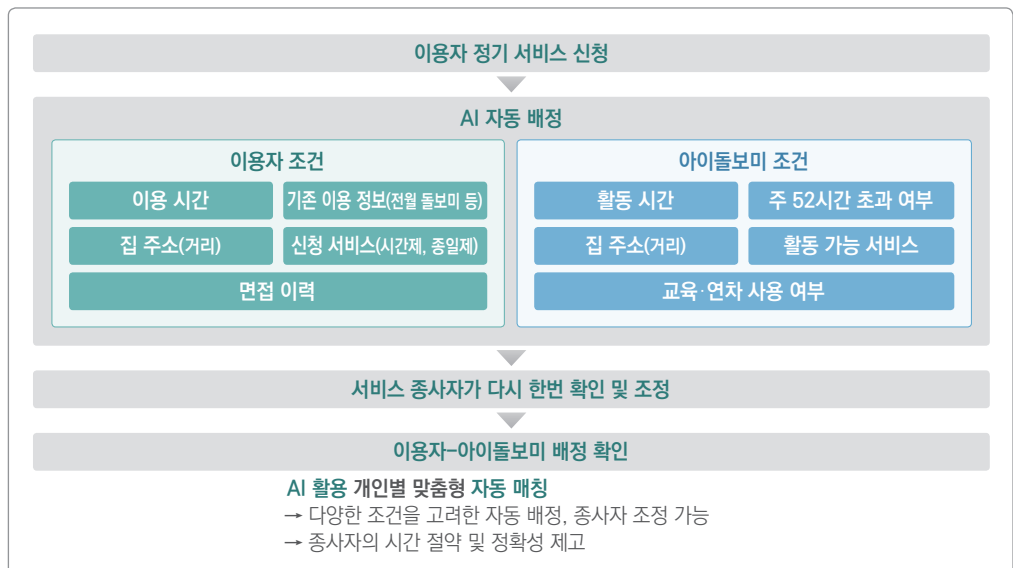 이용자 정기 서비스 신청
AI 자동 배정
이용자 조건
이용 시간
기존 이용 정보(전월 돌보미 등)
집 주소(거리)
신청 서비스(시간제, 종일제)
면접 이력
아이돌보미 조건
활동 시간
주 52시간 초과 여부
집 주소(거리)
활동 가능 서비스
교육·연차 사용 여부
서비스 종사자가 다시 한번 확인 및 조정
이용자-아이돌보미 배정 확인
AI 활용 개인별 맞춤형 자동 매칭
→ 다양한 조건을 고려한 자동 배정, 종사자 조정 가능
→ 종사자의 시간 절약 및 정확성 제고